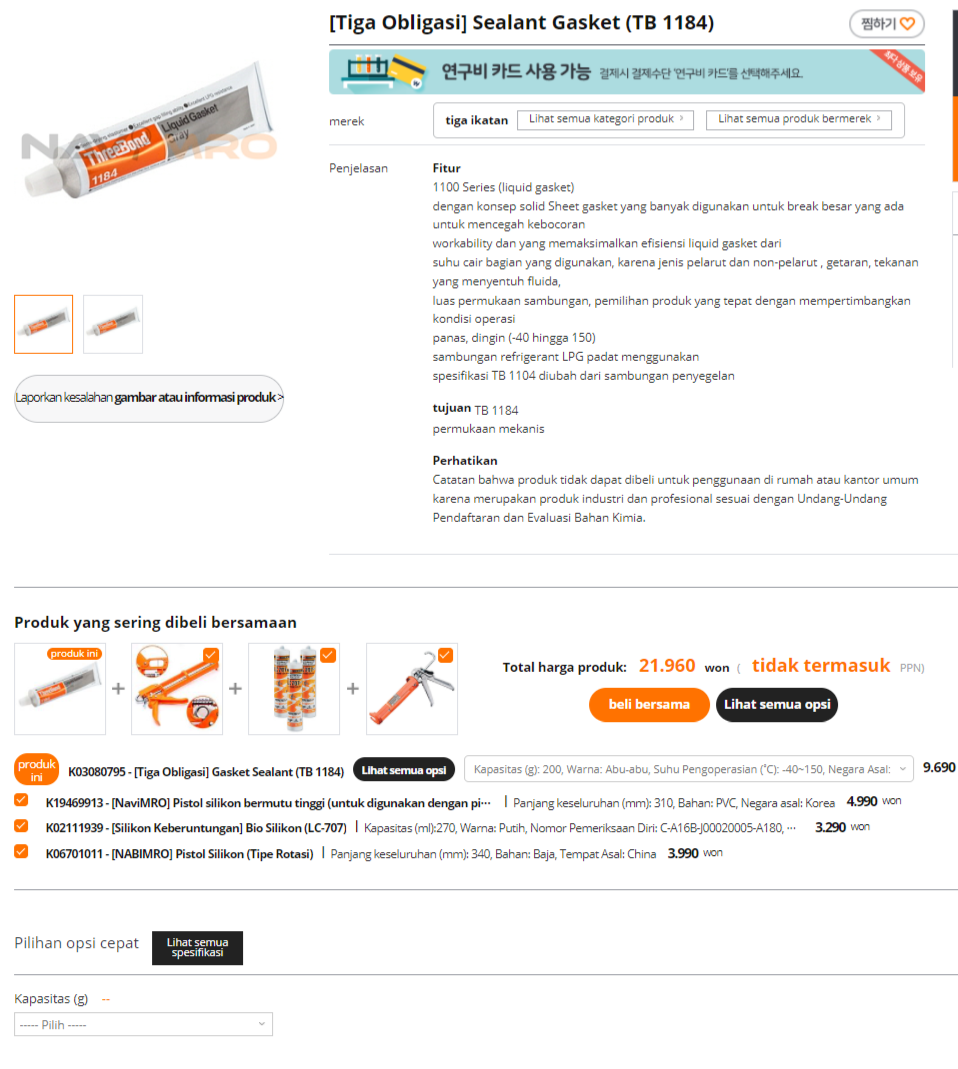 [Tiga Obligasi] Sealant Gasket (TB 1184)
찜하기
연구비 카드 사용 가능 결제시 결제수단 '연구비 카드'를 선택해주세요.
merek
tiga ikatan
Lihat semua kategori produk >
Lihat semua produk bermerek >
NAVIMRO
ThreeBond
1184
Liquid Gasket
Gray
Penjelasan
Fitur
1100 Series (liquid gasket)
dengan konsep solid Sheet gasket yang banyak digunakan untuk break besar yang ada
untuk mencegah kebocoran
workability dan yang memaksimalkan efisiensi liquid gasket dari
suhu cair bagian yang digunakan, karena jenis pelarut dan non-pelarut , getaran, tekanan
yang menyentuh fluida,
luas permukaan sambungan, pemilihan produk yang tepat dengan mempertimbangkan
kondisi operasi
panas, dingin (-40 hingga 150)
sambungan refrigerant LPG padat menggunakan
spesifikasi TB 1104 diubah dari sambungan penyegelan
tujuan TB 1184
permukaan mekanis
Perhatikan
Catatan bahwa produk tidak dapat dibeli untuk penggunaan di rumah atau kantor umum
karena merupakan produk industri dan profesional sesuai dengan Undang-Undang
Pendaftaran dan Evaluasi Bahan Kimia.
Laporkan kesalahan gambar atau informasi produk >
Produk yang sering dibeli bersamaan
produk ini
Total harga produk: 21.960 won ( tidak termasuk PPN)
beli bersama
Lihat semua opsi
produk ini
K03080795 - [Tiga Obligasi] Gasket Sealant (TB 1184)
Lihat semua opsi
Kapasitas (g): 200, Warna: Abu-abu, Suhu Pengoperasian (˚C): -40~150, Negara Asal:
9.690
K19469913 - [NaviMRO] Pistol silikon bermutu tinggi (untuk digunakan dengan pi··· | Panjang keseluruhan (mm): 310, Bahan: PVC, Negara asal: Korea 4.990 won
K02111939 - [Silikon Keberuntungan] Bio Silikon (LC-707) | Kapasitas (ml):270, Warna: Putih, Nomor Pemeriksaan Diri: C-A16B-J00020005-A180, ··· 3.290 won
K06701011 - [NABIMRO] Pistol Silikon (Tipe Rotasi) | Panjang keseluruhan (mm): 340, Bahan: Baja, Tempat Asal: China 3.990 won
Pilihan opsi cepat
Lihat semua
spesifikasi
Kapasitas (g) --
----- Pilih -----